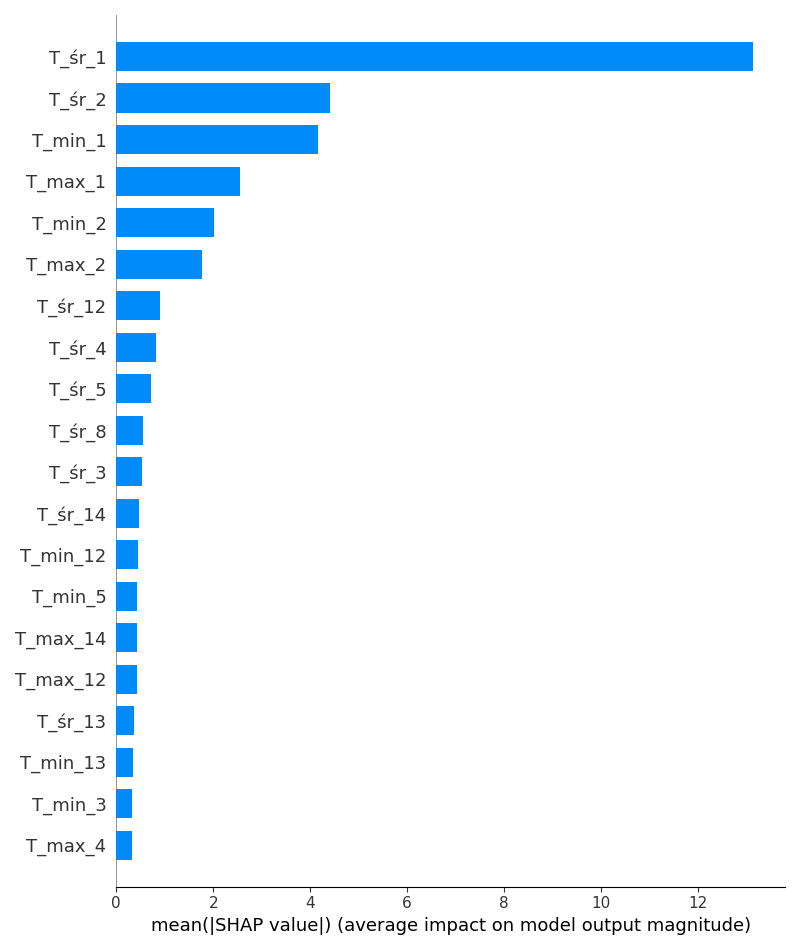 T_śr_1
T_śr_2
T_min_1
T_max_1
T_min_2
T_max_2
T_śr_12
T_śr_4
T_śr_5
T_śr_8
T_śr_3
T_śr_14
T_min_12
T_min_5
T_max_14
T_max_12
T_śr_13
T_min_13
T_min_3
T_max_4
0 2 4 6 8 10 12
mean(|SHAP value|) (average impact on model output magnitude)